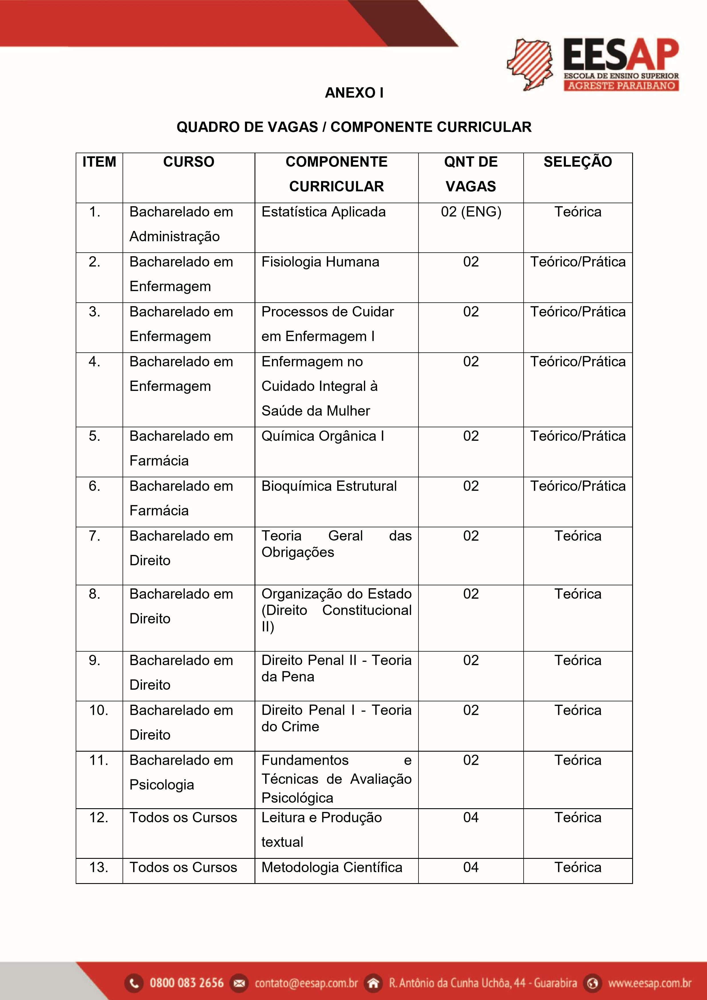 EESAP
ESCOLA DE ENSINO SUPERIOR
AGRESTE PARAIBANO
ANEXO I
QUADRO DE VAGAS / COMPONENTE CURRICULAR
ITEM CURSO COMPONENTE QNT DE SELEÇÃO
CURRICULAR VAGAS
1. Bacharelado em Estatística Aplicada 02 (ENG) Teórica
Administração
2. Bacharelado em Fisiologia Humana 02 Teórico/Prática
Enfermagem
3. Bacharelado em Processos de Cuidar 02 Teórico/Prática
Enfermagem em Enfermagem I
4. Bacharelado em Enfermagem no 02 Teórico/Prática
Enfermagem Cuidado Integral à
Saúde da Mulher
5. Bacharelado em Química Orgânica I 02 Teórico/Prática
Farmácia
6. Bacharelado em Bioquímica Estrutural 02 Teórico/Prática
Farmácia
7. Bacharelado em Teoria Geral das 02 Teórica
Direito Obrigações
8. Bacharelado em Organização do Estado 02 Teórica
Direito (Direito Constitucional
II)
9. Bacharelado em Direito Penal II - Teoria 02 Teórica
Direito da Pena
10. Bacharelado em Direito Penal I - Teoria 02 Teórica
Direito do Crime
11. Bacharelado em Fundamentos e 02 Teórica
Psicologia Técnicas de Avaliação
Psicológica
12. Todos os Cursos Leitura e Produção 04 Teórica
textual
13. Todos os Cursos Metodologia Científica 04 Teórica
0800 083 2656 contato@eesap.com.br R. Antônio da Cunha Uchôa, 44 - Guarabira www.eesap.com.br